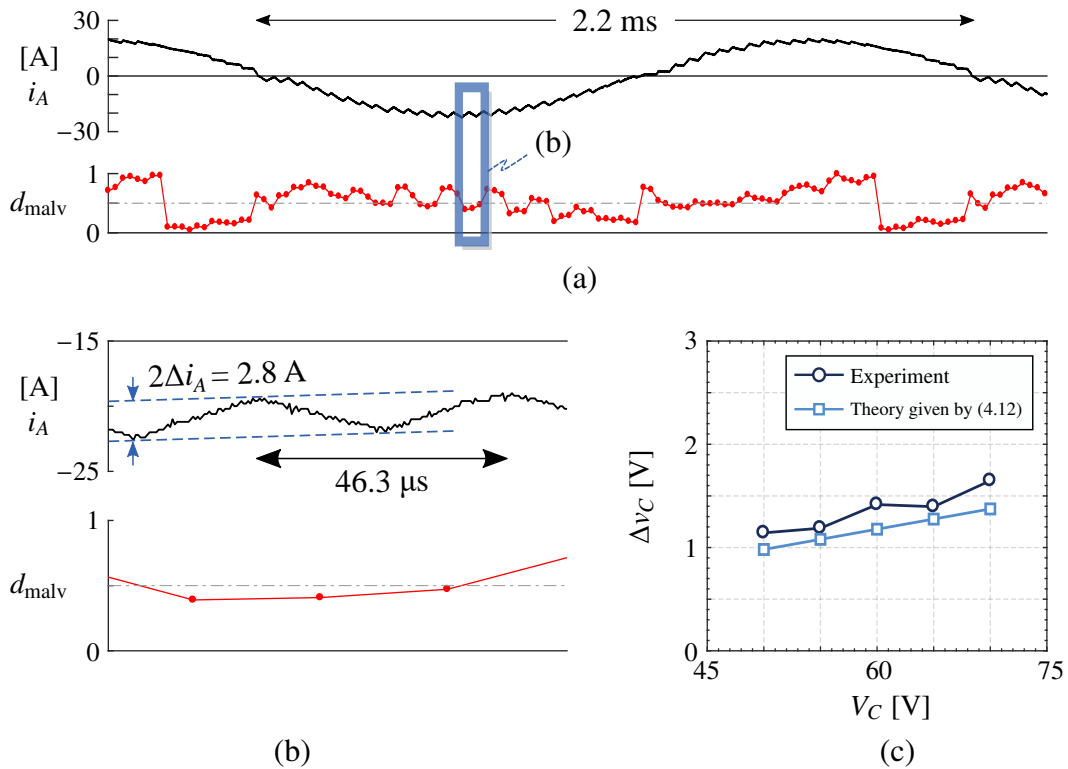 30
2.2 ms
[A]
i_A
0
−30
(b)
1
d_malv
0
(a)
−15
2Δi_A = 2.8 A
[A]
i_A
−25
46.3 μs
1
d_malv
0
(b)
3
Experiment
Theory given by (4.12)
2
Δv_C [V]
1
0
45
60
75
V_C [V]
(c)